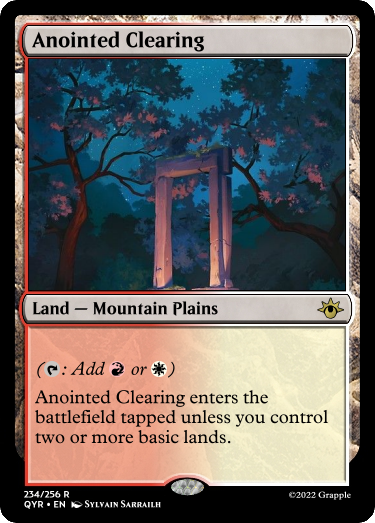 Anointed Clearing
Land — Mountain Plains
(: Add or )
Anointed Clearing enters the
battlefield tapped unless you control
two or more basic lands.
234/256 R
QYR • EN Sylvain Sarrailh
©2022 Grapple